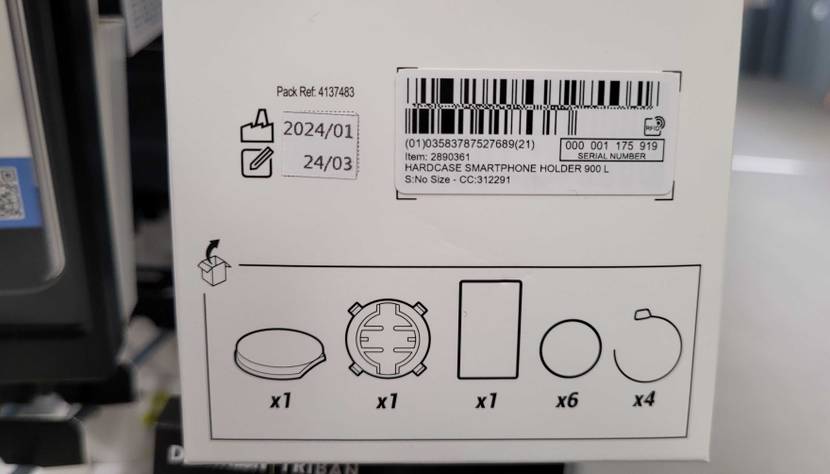 Pack Ref: 4137483
2024/01
24/03
RFID
(01)03583787527689(21)
000 001 175 919
Item: 2890361
SERIAL NUMBER
HARDCASE SMARTPHONE HOLDER 900 L
S:No Size - CC:312291
x1
x1
x1
x6
x4
TRIBAN